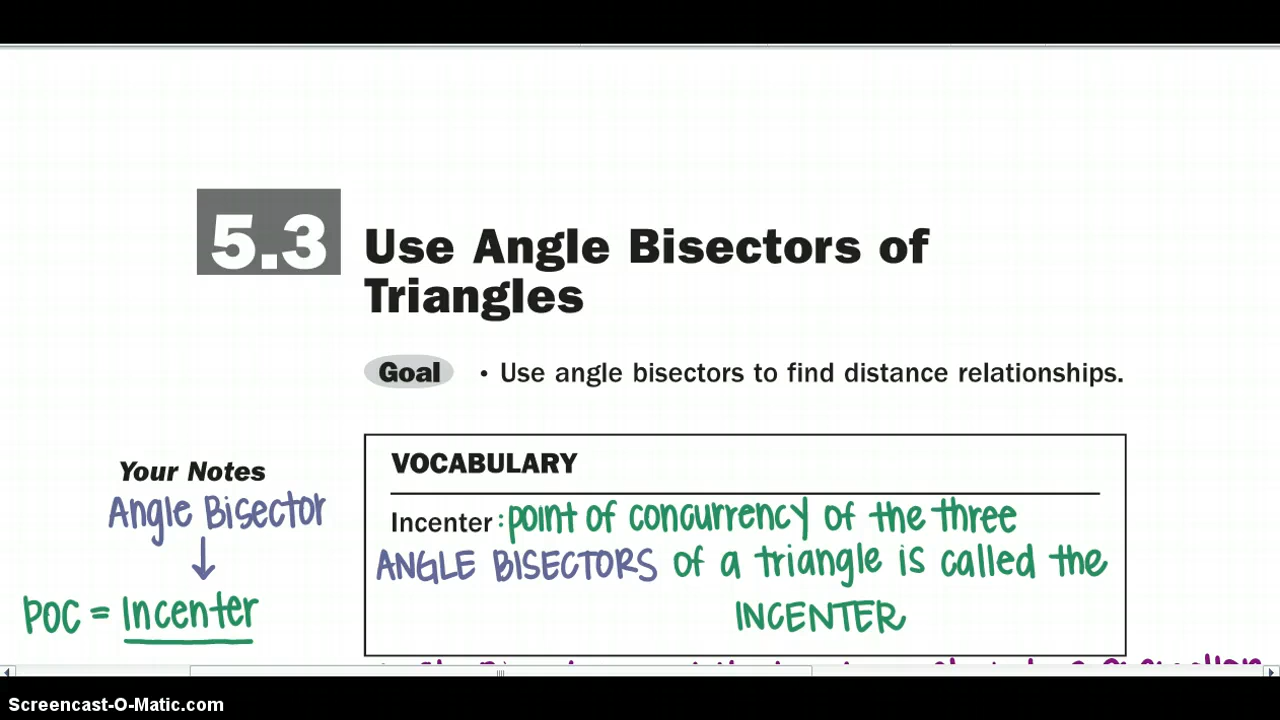 5.3
Use Angle Bisectors of
Triangles
Goal • Use angle bisectors to find distance relationships.
Your Notes
Angle Bisector
↓
POC = Incenter
VOCABULARY
Incenter : point of concurrency of the three
ANGLE BISECTORS of a triangle is called the
INCENTER
Screencast-O-Matic.com